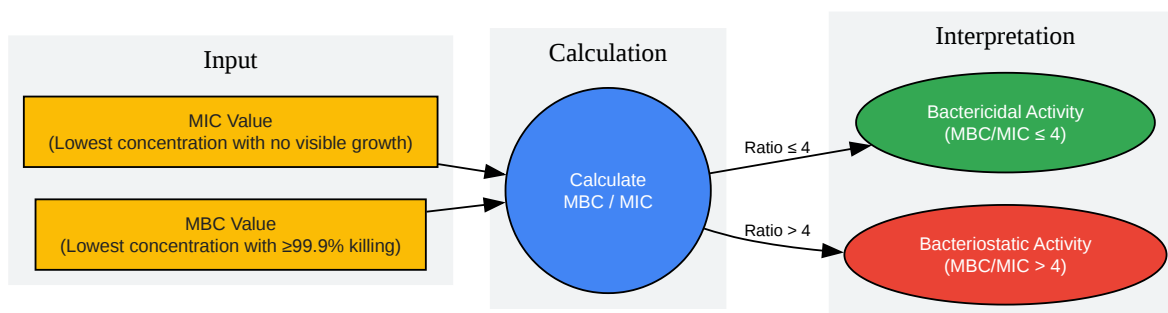 Input
MIC Value
(Lowest concentration with no visible growth)
MBC Value
(Lowest concentration with ≥99.9% killing)
Calculation
Calculate
MBC / MIC
Ratio ≤ 4
Ratio > 4
Interpretation
Bactericidal Activity
(MBC/MIC ≤ 4)
Bacteriostatic Activity
(MBC/MIC > 4)